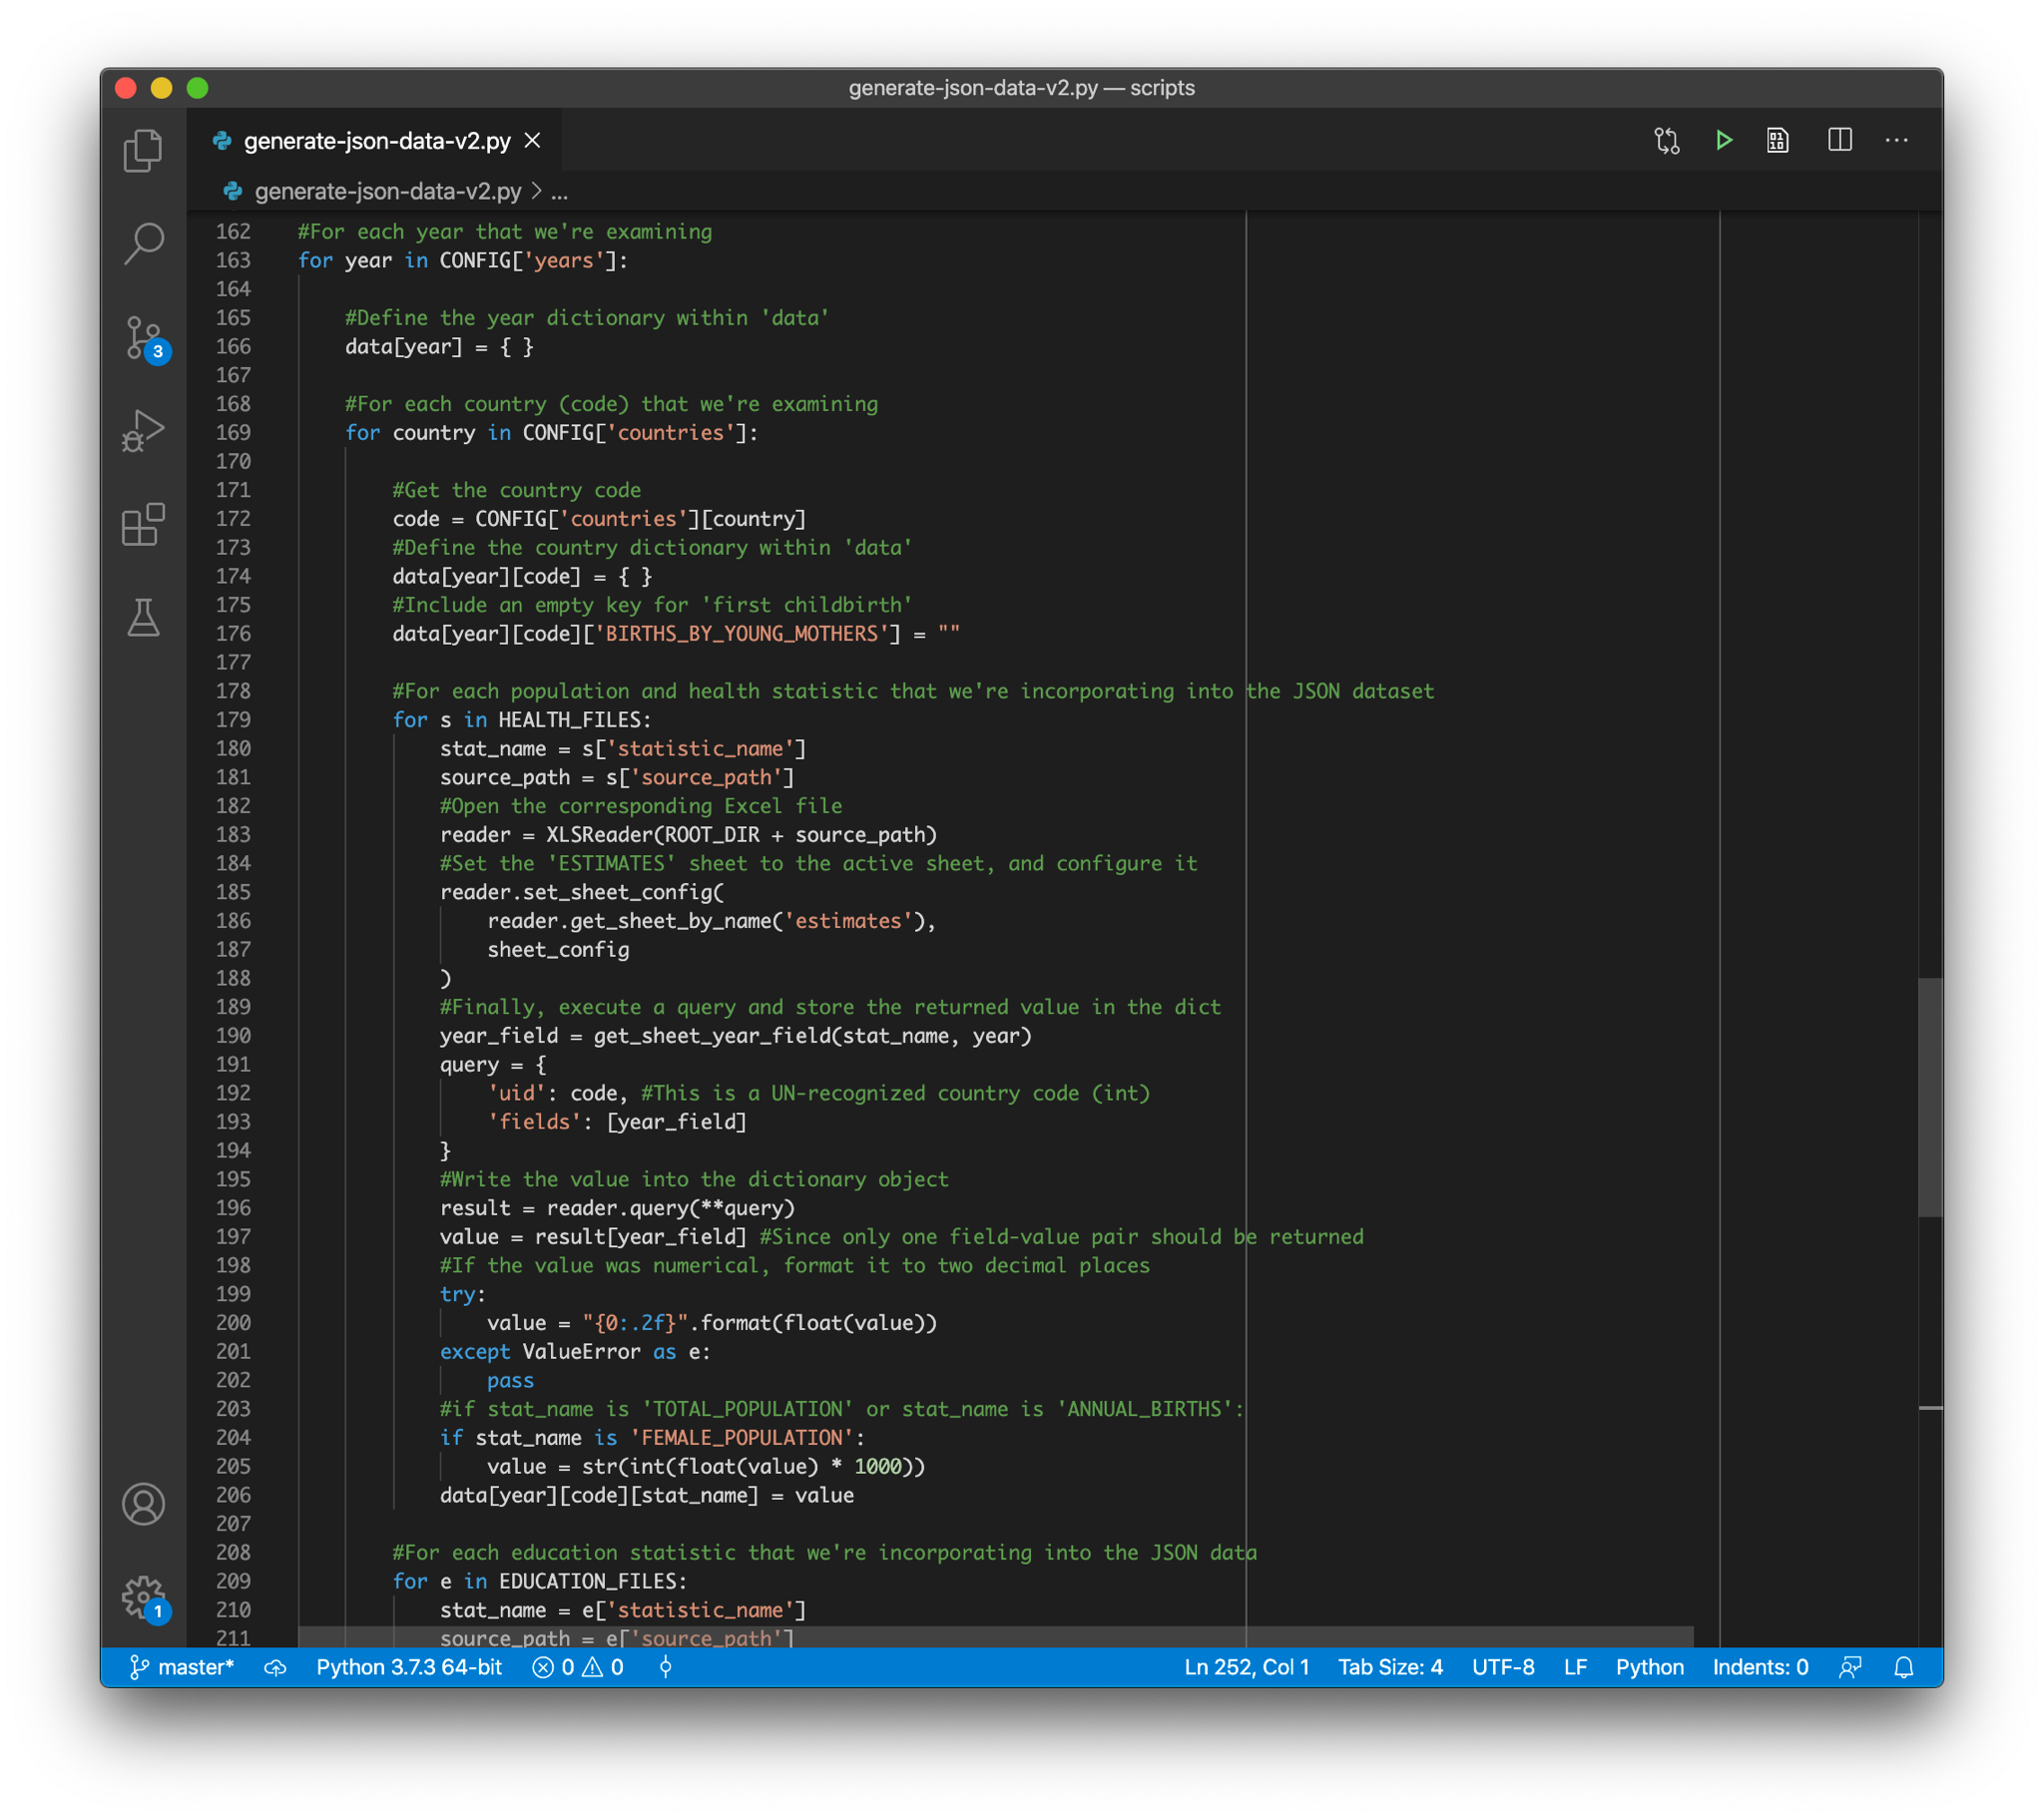 generate-json-data-v2.py — scripts
generate-json-data-v2.py
generate-json-data-v2.py > ...
162 #For each year that we're examining
163 for year in CONFIG['years']:
164
165 #Define the year dictionary within 'data'
166 data[year] = { }
167
168 #For each country (code) that we're examining
169 for country in CONFIG['countries']:
170
171 #Get the country code
172 code = CONFIG['countries'][country]
173 #Define the country dictionary within 'data'
174 data[year][code] = { }
175 #Include an empty key for 'first childbirth'
176 data[year][code]['BIRTHS_BY_YOUNG_MOTHERS'] = ""
177
178 #For each population and health statistic that we're incorporating into the JSON dataset
179 for s in HEALTH_FILES:
180 stat_name = s['statistic_name']
181 source_path = s['source_path']
182 #Open the corresponding Excel file
183 reader = XLSReader(ROOT_DIR + source_path)
184 #Set the 'ESTIMATES' sheet to the active sheet, and configure it
185 reader.set_sheet_config(
186 reader.get_sheet_by_name('estimates'),
187 sheet_config
188 )
189 #Finally, execute a query and store the returned value in the dict
190 year_field = get_sheet_year_field(stat_name, year)
191 query = {
192 'uid': code, #This is a UN-recognized country code (int)
193 'fields': [year_field]
194 }
195 #Write the value into the dictionary object
196 result = reader.query(**query)
197 value = result[year_field] #Since only one field-value pair should be returned
198 #If the value was numerical, format it to two decimal places
199 try:
200 value = "{0:.2f}".format(float(value))
201 except ValueError as e:
202 pass
203 #if stat_name is 'TOTAL_POPULATION' or stat_name is 'ANNUAL_BIRTHS':
204 if stat_name is 'FEMALE_POPULATION':
205 value = str(int(float(value) * 1000))
206 data[year][code][stat_name] = value
207
208 #For each education statistic that we're incorporating into the JSON data
209 for e in EDUCATION_FILES:
210 stat_name = e['statistic_name']
211 source_path = e['source_path']
3
1
master* Python 3.7.3 64-bit 0 0 Ln 252, Col 1 Tab Size: 4 UTF-8 LF Python Indents: 0